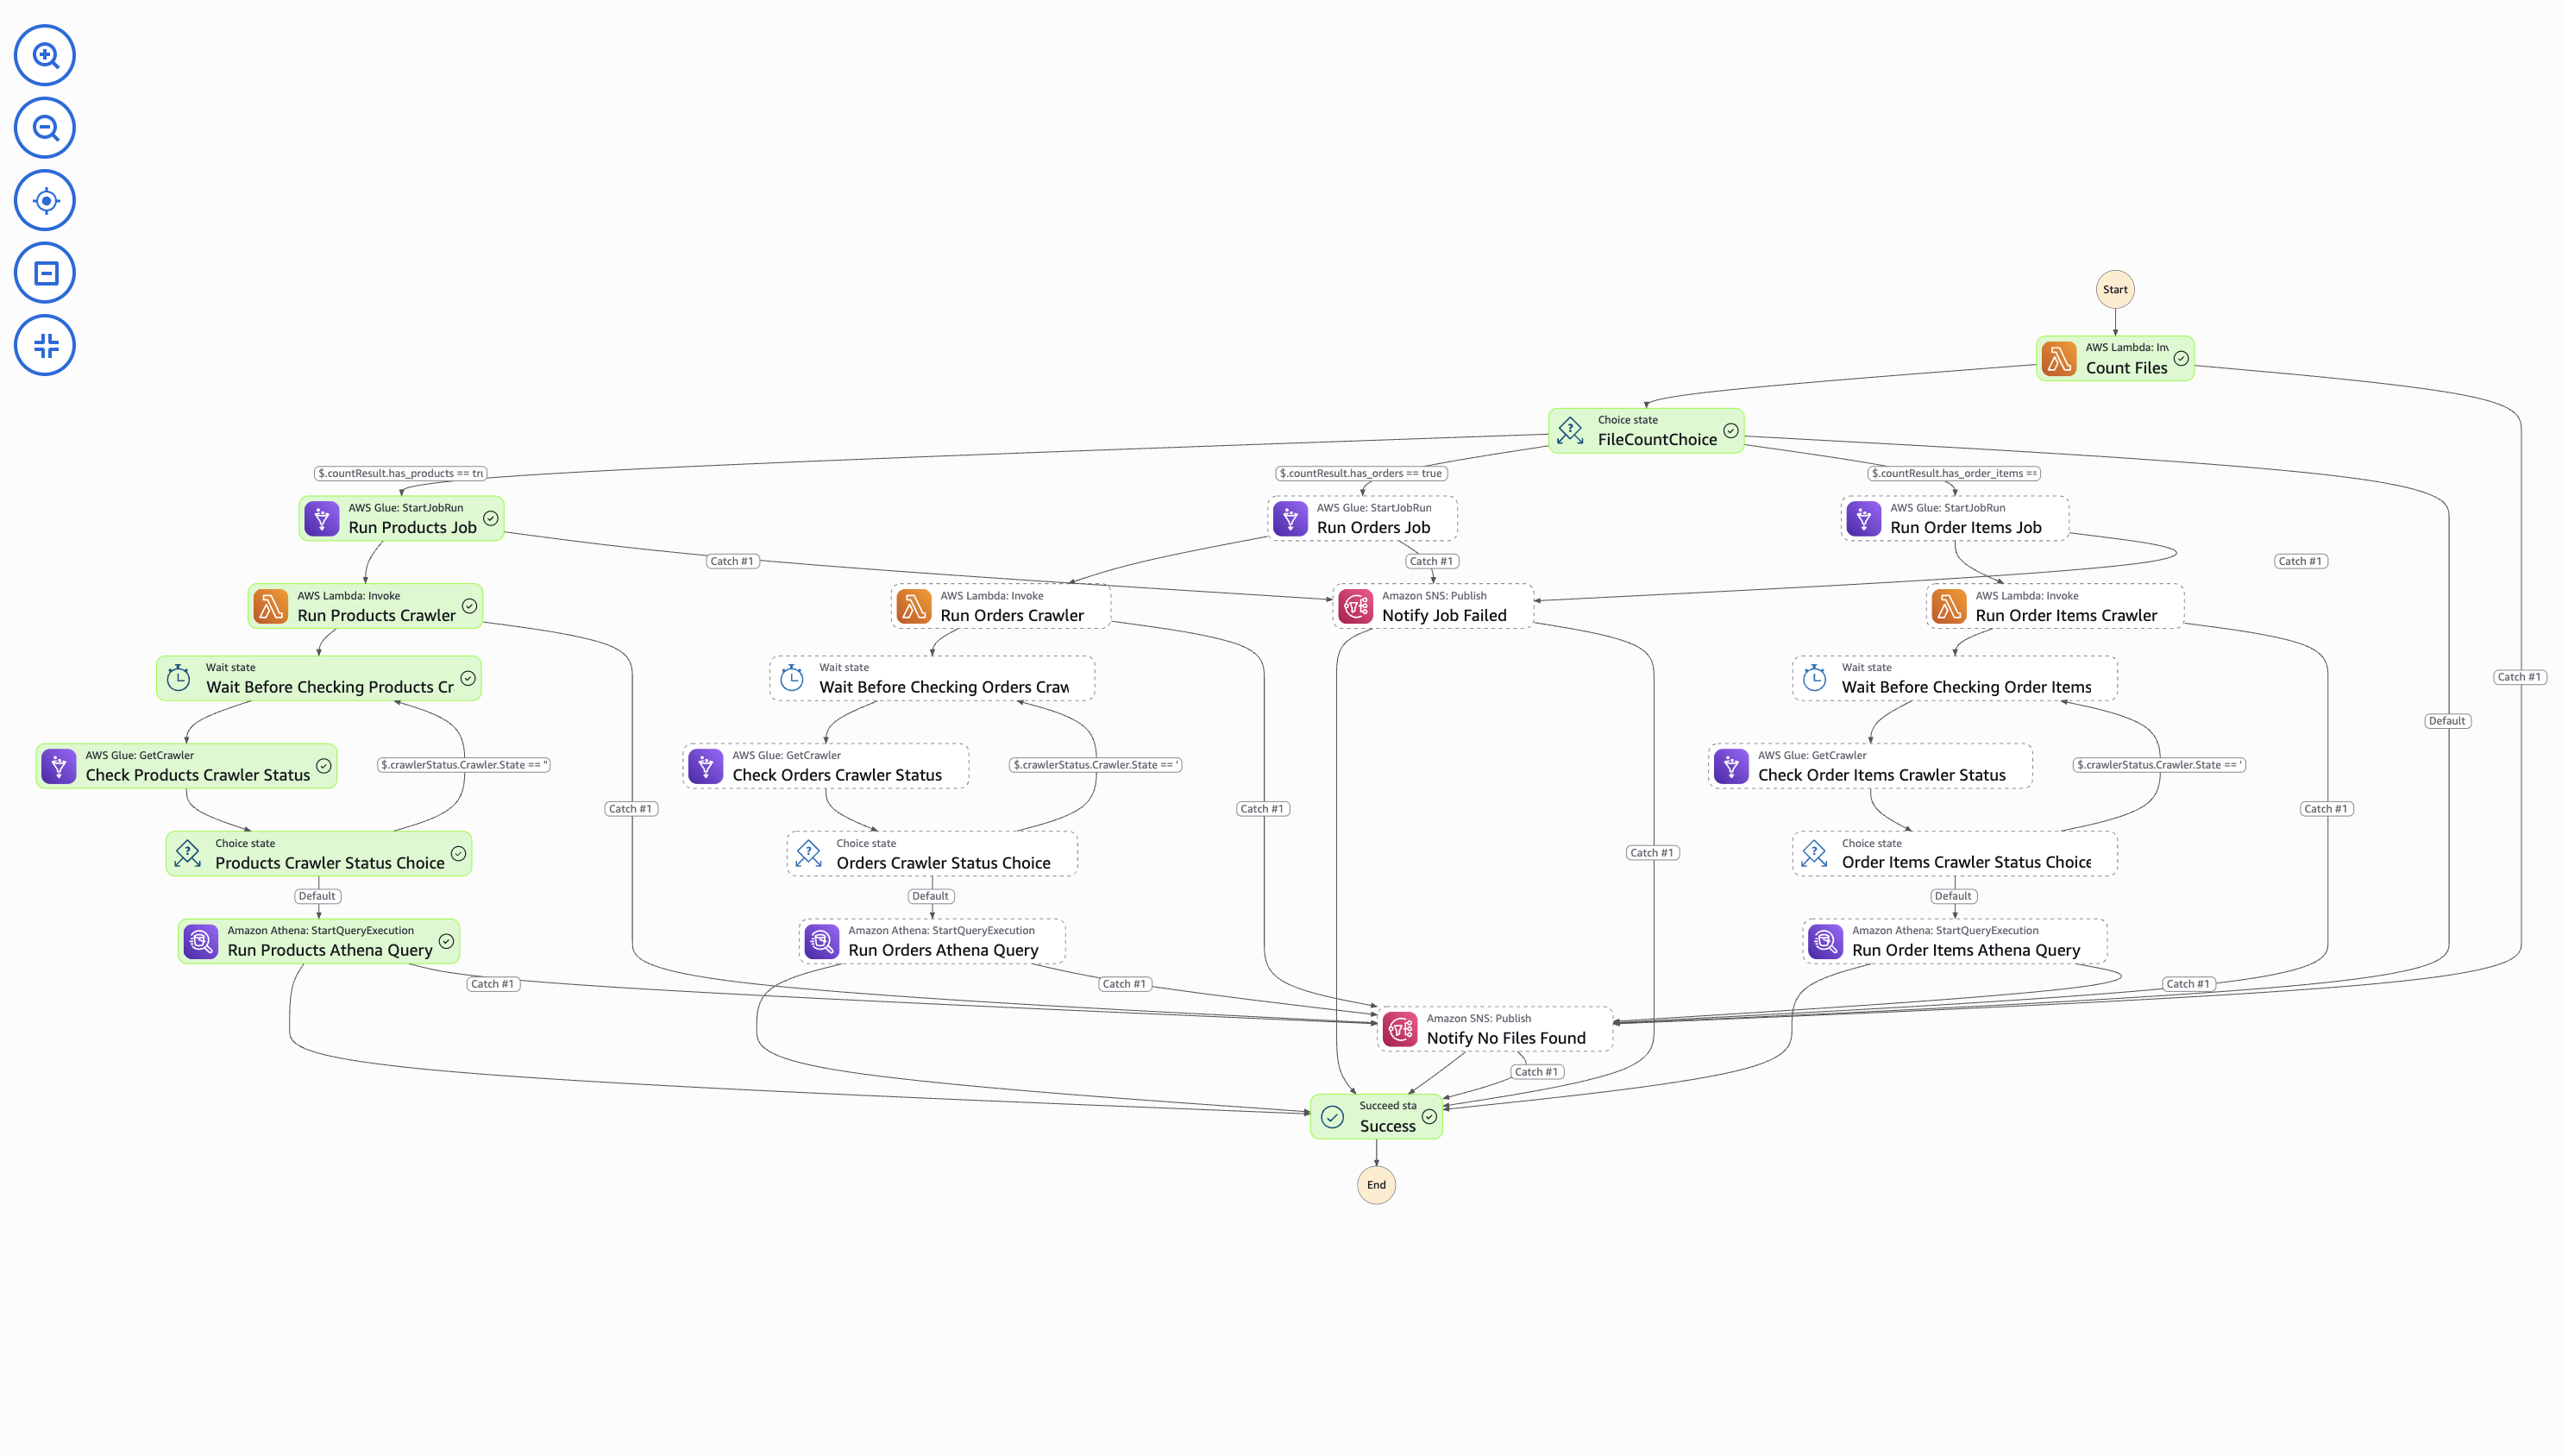 Start
AWS Lambda: Inv
Count Files
Choice state
FileCountChoice
$.countResult.has_products == tru
$.countResult.has_orders == true
$.countResult.has_order_items ==
AWS Glue: StartJobRun
Run Products Job
AWS Glue: StartJobRun
Run Orders Job
AWS Glue: StartJobRun
Run Order Items Job
Catch #1
Catch #1
Catch #1
AWS Lambda: Invoke
Run Products Crawler
AWS Lambda: Invoke
Run Orders Crawler
Amazon SNS: Publish
Notify Job Failed
AWS Lambda: Invoke
Run Order Items Crawler
Wait state
Wait Before Checking Products Cr
Wait state
Wait Before Checking Orders Craw
Wait state
Wait Before Checking Order Items
Catch #1
Default
AWS Glue: GetCrawler
Check Products Crawler Status
$.crawlerStatus.Crawler.State == "
AWS Glue: GetCrawler
Check Orders Crawler Status
$.crawlerStatus.Crawler.State == '
AWS Glue: GetCrawler
Check Order Items Crawler Status
$.crawlerStatus.Crawler.State == '
Catch #1
Catch #1
Catch #1
Choice state
Products Crawler Status Choice
Choice state
Orders Crawler Status Choice
Catch #1
Choice state
Order Items Crawler Status Choice
Default
Default
Default
Amazon Athena: StartQueryExecution
Run Products Athena Query
Amazon Athena: StartQueryExecution
Run Orders Athena Query
Amazon Athena: StartQueryExecution
Run Order Items Athena Query
Catch #1
Catch #1
Catch #1
Amazon SNS: Publish
Notify No Files Found
Catch #1
Succeed sta
Success
End